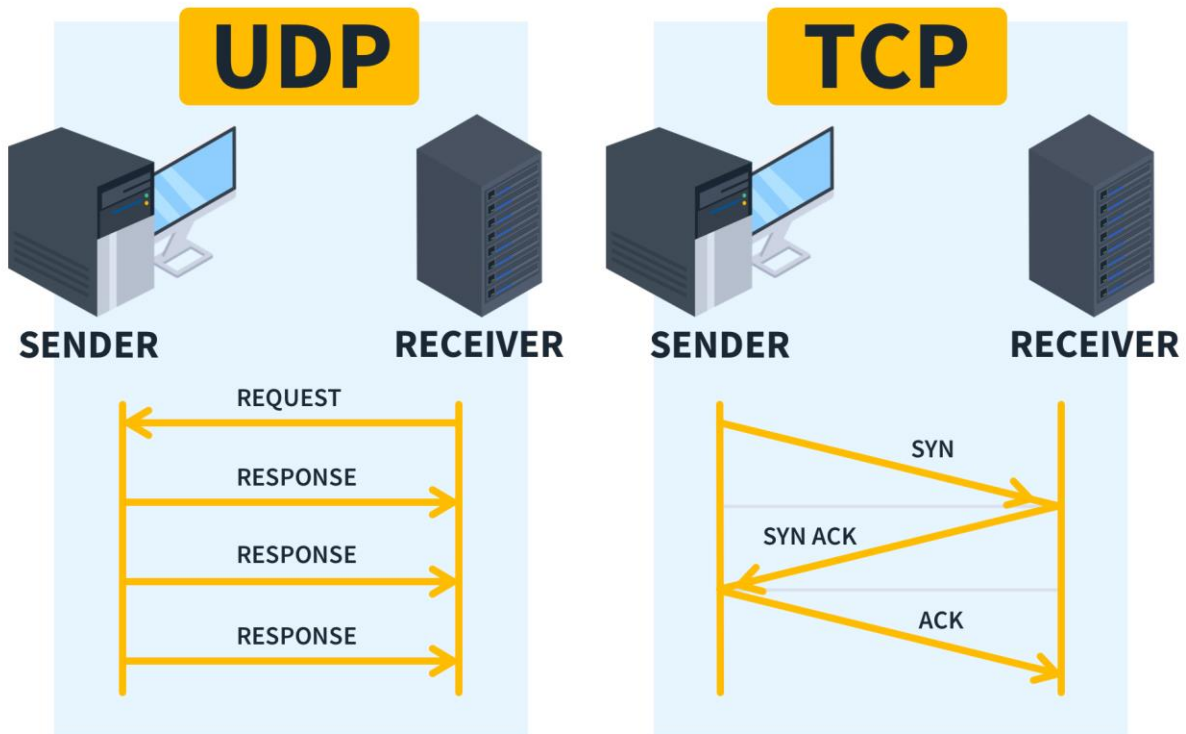 UDP
SENDER
RECEIVER
REQUEST
RESPONSE
RESPONSE
RESPONSE
TCP
SENDER
RECEIVER
SYN
SYN ACK
ACK